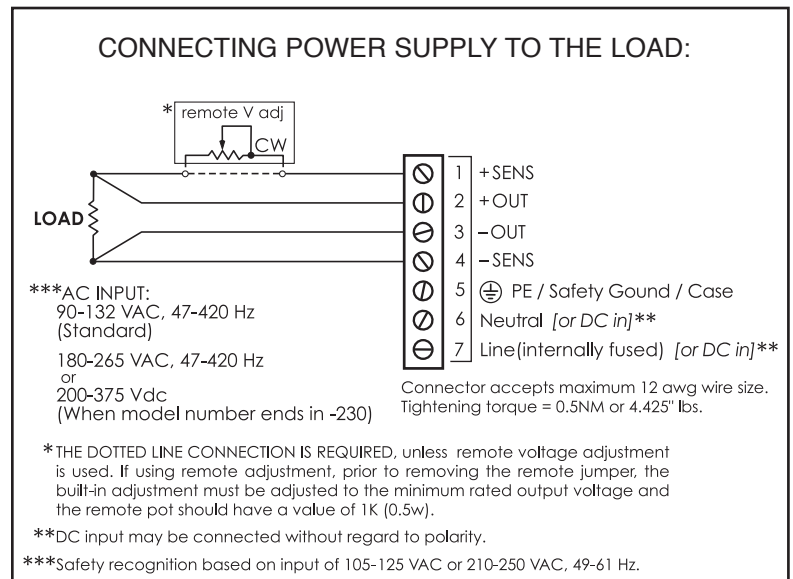 CONNECTING POWER SUPPLY TO THE LOAD:
* remote V adj
CW
LOAD
1 +SENS
2 +OUT
3 –OUT
4 –SENS
5 PE / Safety Gound / Case
6 Neutral [or DC in]**
7 Line(internally fused) [or DC in]**
Connector accepts maximum 12 awg wire size.
Tightening torque = 0.5NM or 4.425" lbs.
***AC INPUT:
90-132 VAC, 47-420 Hz
(Standard)
180-265 VAC, 47-420 Hz
or
200-375 Vdc
(When model number ends in -230)
* THE DOTTED LINE CONNECTION IS REQUIRED, unless remote voltage adjustment
is used. If using remote adjustment, prior to removing the remote jumper, the
built-in adjustment must be adjusted to the minimum rated output voltage and
the remote pot should have a value of 1K (0.5w).
**DC input may be connected without regard to polarity.
***Safety recognition based on input of 105-125 VAC or 210-250 VAC, 49-61 Hz.